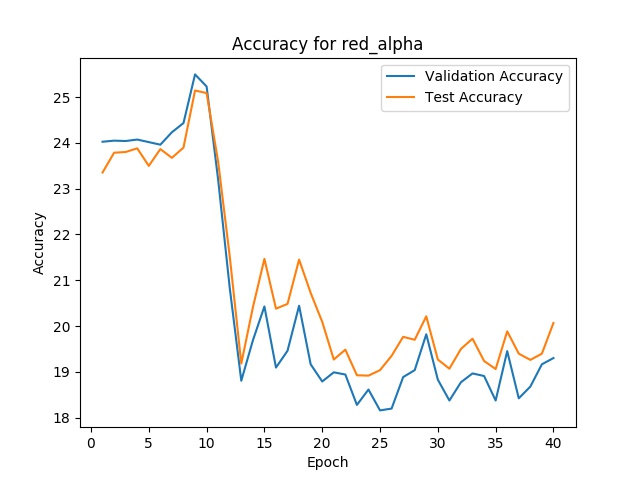 Accuracy for red_alpha
Validation Accuracy
Test Accuracy
25
24
23
22
21
20
19
18
Accuracy
0 5 10 15 20 25 30 35 40
Epoch